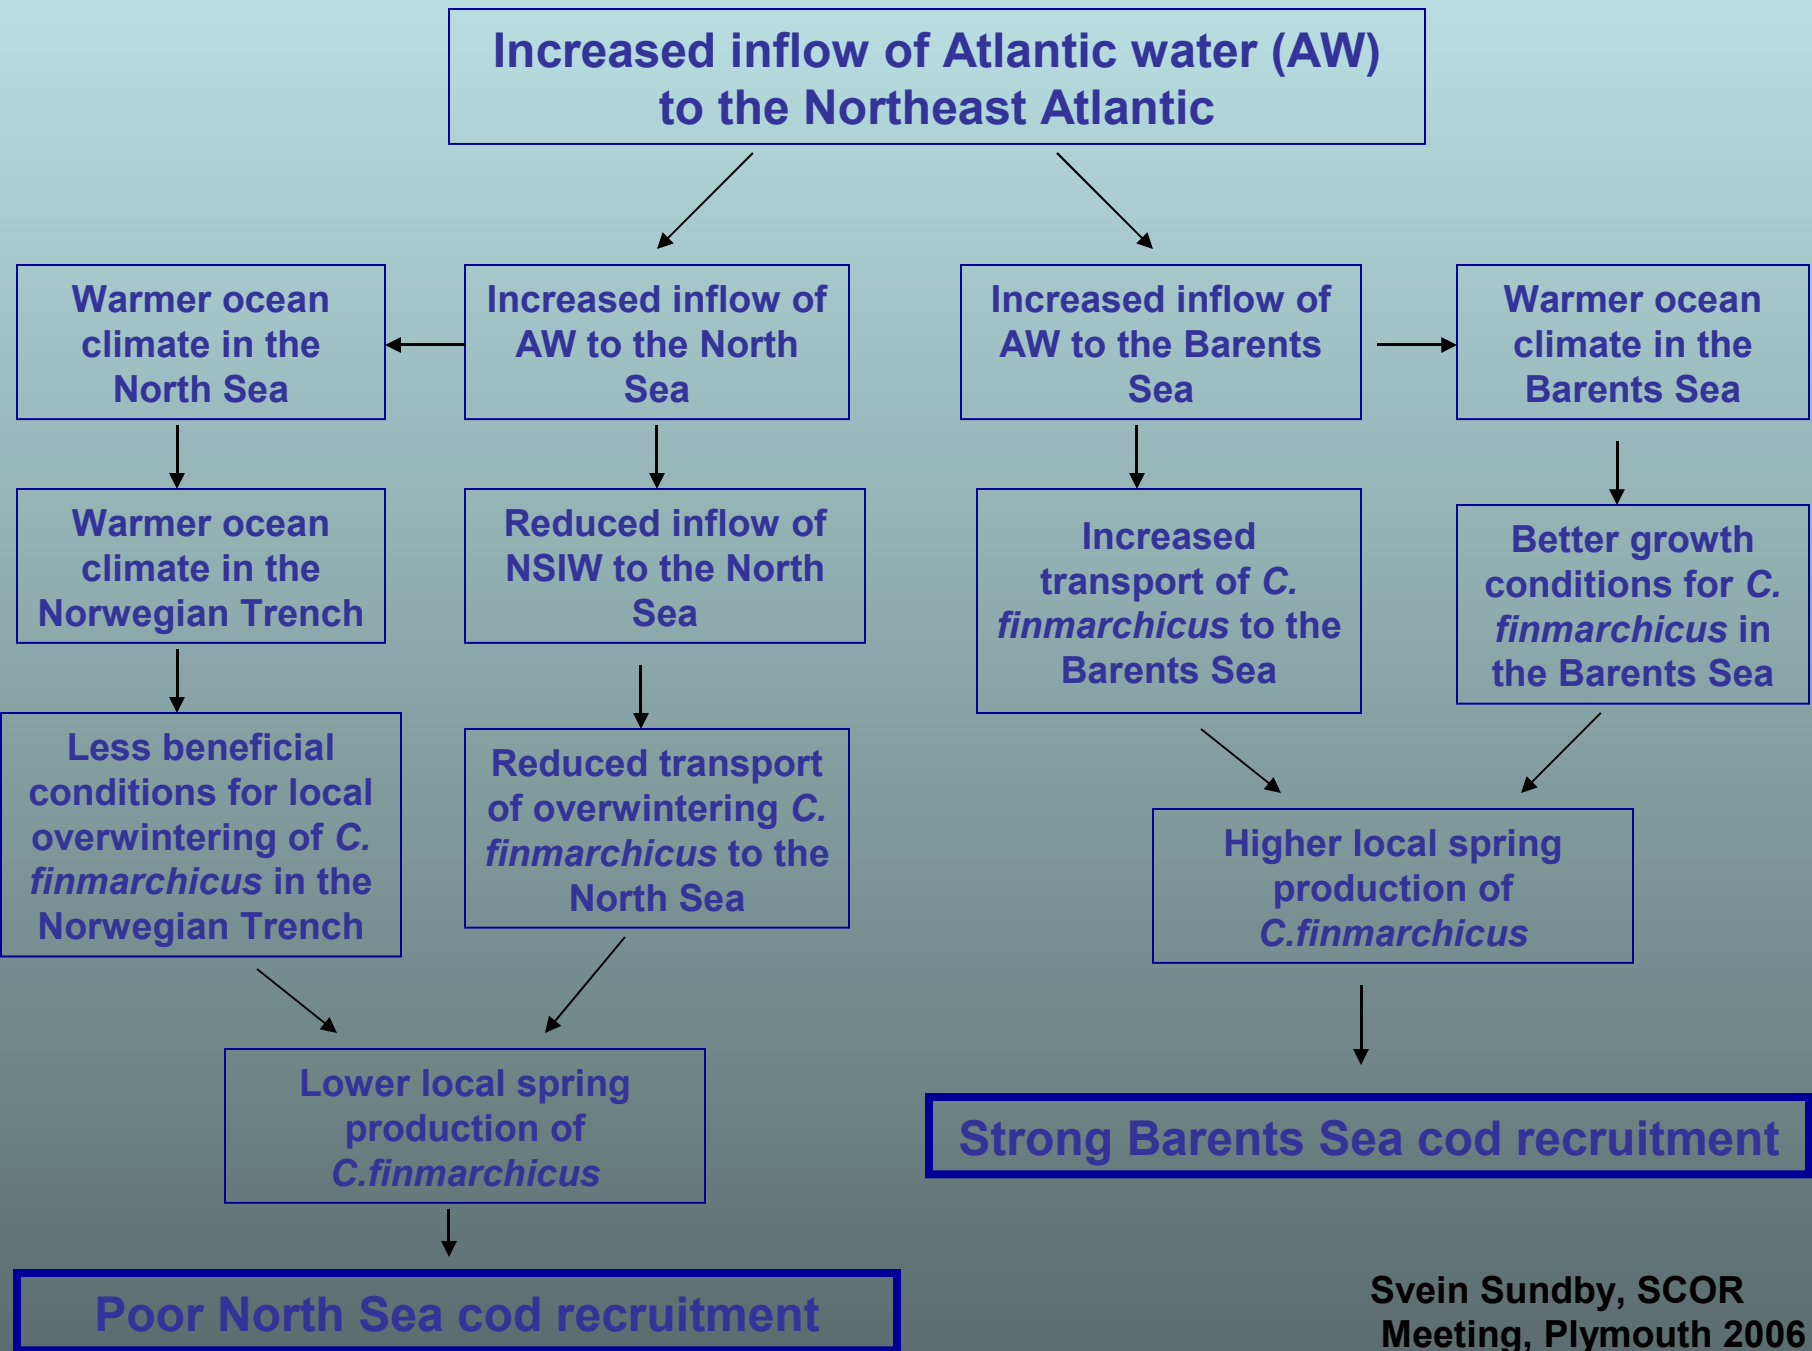 Increased inflow of Atlantic water (AW)
to the Northeast Atlantic
Warmer ocean
climate in the
North Sea
Increased inflow of
AW to the North
Sea
Increased inflow of
AW to the Barents
Sea
Warmer ocean
climate in the
Barents Sea
Warmer ocean
climate in the
Norwegian Trench
Reduced inflow of
NSIW to the North
Sea
Increased
transport of C.
finmarchicus to the
Barents Sea
Better growth
conditions for C.
finmarchicus in
the Barents Sea
Less beneficial
conditions for local
overwintering of C.
finmarchicus in the
Norwegian Trench
Reduced transport
of overwintering C.
finmarchicus to the
North Sea
Higher local spring
production of
C.finmarchicus
Lower local spring
production of
C.finmarchicus
Strong Barents Sea cod recruitment
Poor North Sea cod recruitment
Svein Sundby, SCOR
Meeting, Plymouth 2006